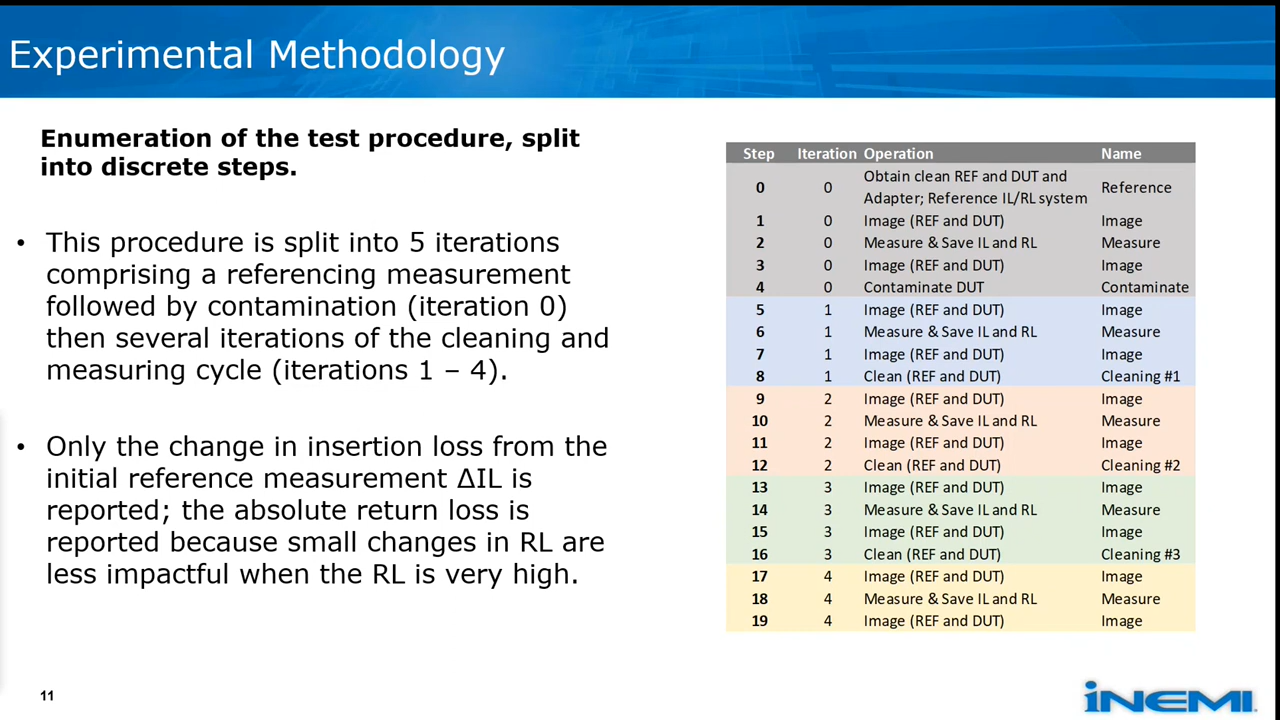 Experimental Methodology
Enumeration of the test procedure, split
into discrete steps.
• This procedure is split into 5 iterations
comprising a referencing measurement
followed by contamination (iteration 0)
then several iterations of the cleaning and
measuring cycle (iterations 1 – 4).
• Only the change in insertion loss from the
initial reference measurement ΔIL is
reported; the absolute return loss is
reported because small changes in RL are
less impactful when the RL is very high.
Step Iteration Operation Name
0 0 Obtain clean REF and DUT and Adapter; Reference IL/RL system Reference
1 0 Image (REF and DUT) Image
2 0 Measure & Save IL and RL Measure
3 0 Image (REF and DUT) Image
4 0 Contaminate DUT Contaminate
5 1 Image (REF and DUT) Image
6 1 Measure & Save IL and RL Measure
7 1 Image (REF and DUT) Image
8 1 Clean (REF and DUT) Cleaning #1
9 2 Image (REF and DUT) Image
10 2 Measure & Save IL and RL Measure
11 2 Image (REF and DUT) Image
12 2 Clean (REF and DUT) Cleaning #2
13 3 Image (REF and DUT) Image
14 3 Measure & Save IL and RL Measure
15 3 Image (REF and DUT) Image
16 3 Clean (REF and DUT) Cleaning #3
17 4 Image (REF and DUT) Image
18 4 Measure & Save IL and RL Measure
19 4 Image (REF and DUT) Image
11
iNEMI